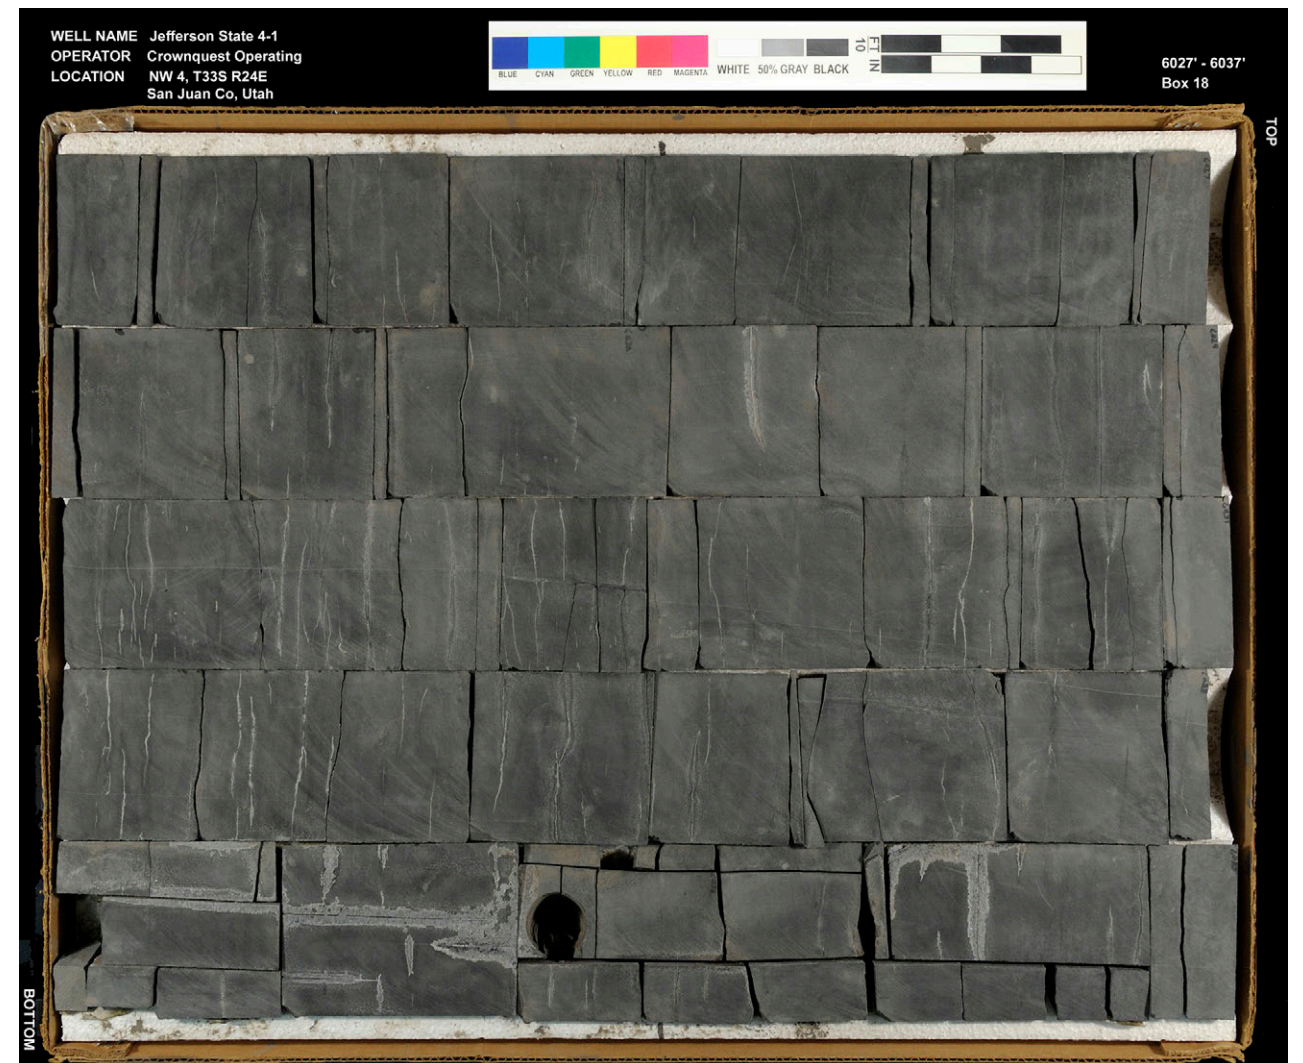 WELL NAME Jefferson State 4-1
OPERATOR Crownquest Operating
LOCATION NW 4, T33S R24E
San Juan Co, Utah
BLUE CYAN GREEN YELLOW RED MAGENTA WHITE 50% GRAY BLACK
10 FT IN
6027' - 6037'
Box 18
TOP
BOTTOM